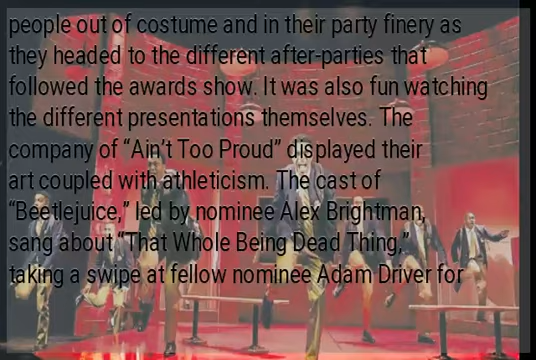 people out of costume and in their party finery as
they headed to the different after-parties that
followed the awards show. It was also fun watching
the different presentations themselves. The
company of “Ain’t Too Proud” displayed their
art coupled with athleticism. The cast of
“Beetlejuice,” led by nominee Alex Brightman,
sang about “That Whole Being Dead Thing,”
taking a swipe at fellow nominee Adam Driver for